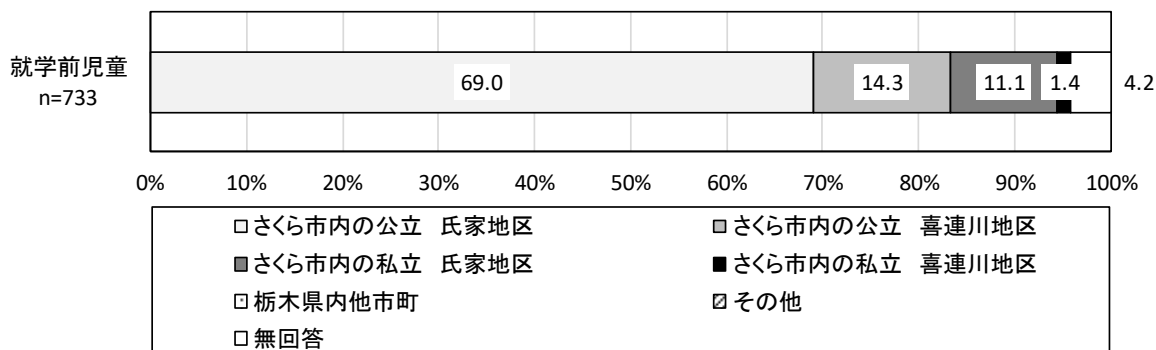 就学前児童
n=733
69.0 14.3 11.1 1.4 4.2
0% 10% 20% 30% 40% 50% 60% 70% 80% 90% 100%
□さくら市内の公立　氏家地区 ■さくら市内の公立　喜連川地区
■さくら市内の私立　氏家地区 ■さくら市内の私立　喜連川地区
□栃木県内他市町 □その他
□無回答